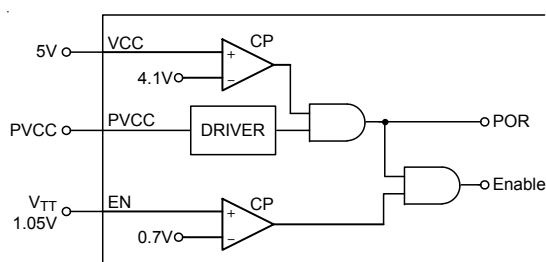 VCC
CP
5V
+
4.1V
−
PVCC
PVCC
DRIVER
POR
Enable
VTT
1.05V
EN
CP
+
0.7V
−